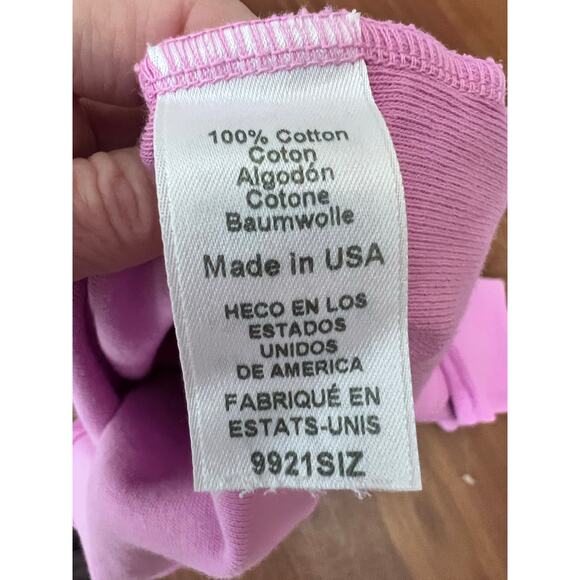 100% Cotton
Coton
Algodón
Cotone
Baumwolle
Made in USA
HECO EN LOS
ESTADOS
UNIDOS
DE AMERICA
FABRIQUÉ EN
ESTATS-UNIS
9921SIZ